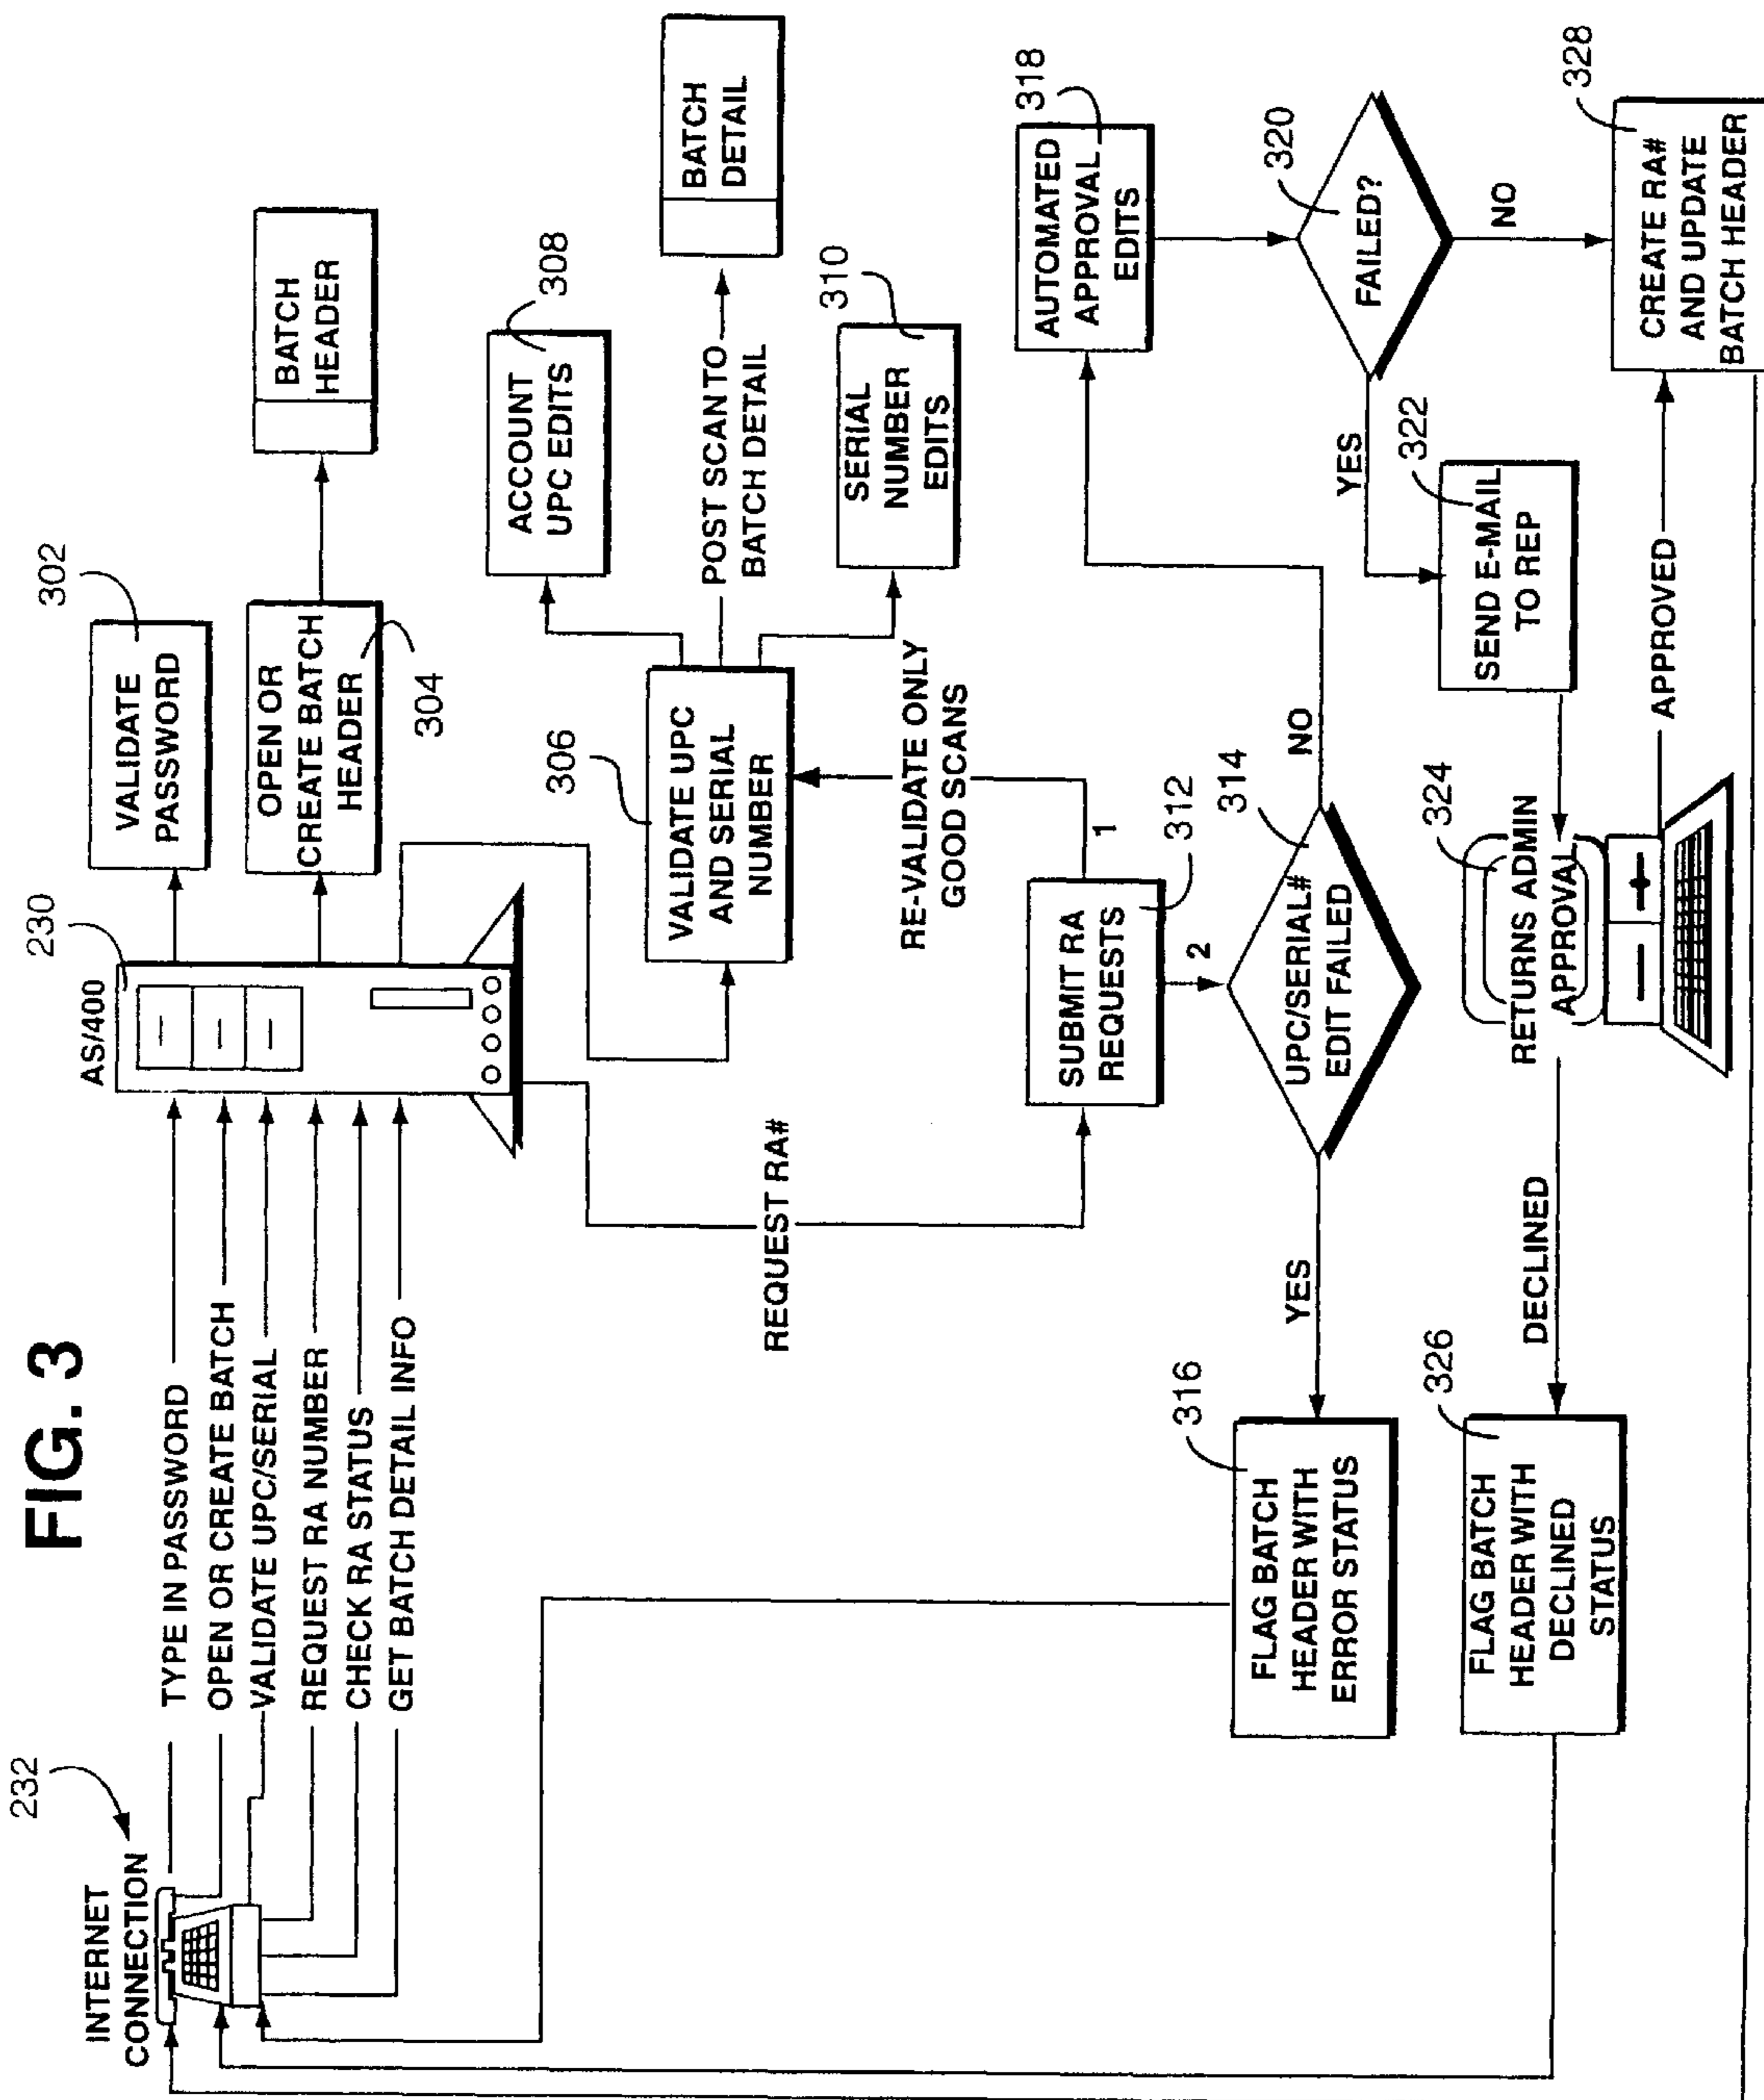 FIG. 3
232
INTERNET
CONNECTION
TYPE IN PASSWORD
OPEN OR CREATE BATCH
VALIDATE UPC/SERIAL
REQUEST RA NUMBER
CHECK RA STATUS
GET BATCH DETAIL INFO
AS/400
230
302
VALIDATE
PASSWORD
OPEN OR
CREATE BATCH
HEADER
304
BATCH
HEADER
306
VALIDATE UPC
AND SERIAL
NUMBER
308
ACCOUNT
UPC EDITS
POST SCAN TO
BATCH DETAIL
BATCH
DETAIL
310
SERIAL
NUMBER
EDITS
RE-VALIDATE ONLY
GOOD SCANS
REQUEST RA#
SUBMIT RA
REQUESTS
312
1
2
314
UPC/SERIAL#
EDIT FAILED
YES
NO
316
FLAG BATCH
HEADER WITH
ERROR STATUS
318
AUTOMATED
APPROVAL
EDITS
320
FAILED?
YES
NO
322
SEND E-MAIL
TO REP
324
RETURNS ADMIN
APPROVAL
DECLINED
APPROVED
326
FLAG BATCH
HEADER WITH
DECLINED
STATUS
328
CREATE RA#
AND UPDATE
BATCH HEADER